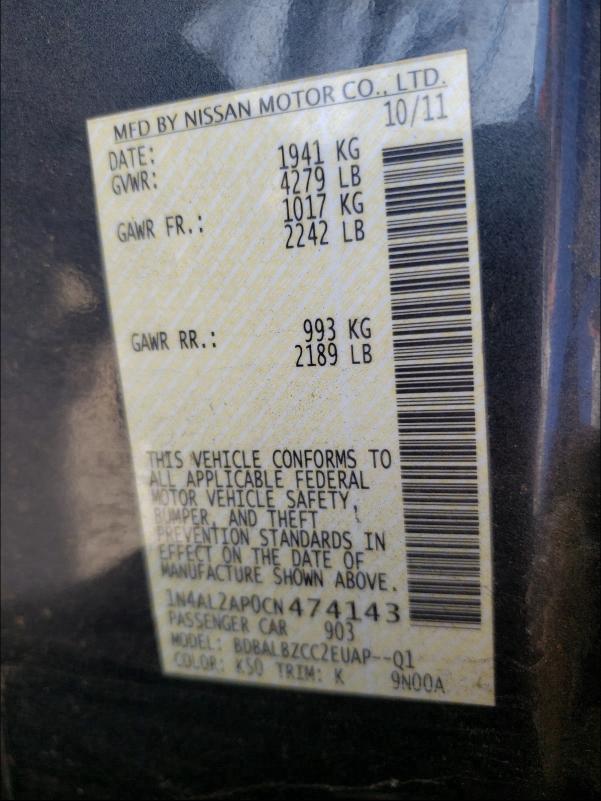 MFD BY NISSAN MOTOR CO., LTD.
DATE: 10/11
GVWR: 1941 KG
4279 LB
GAWR FR.: 1017 KG
2242 LB
GAWR RR.: 993 KG
2189 LB
THIS VEHICLE CONFORMS TO
ALL APPLICABLE FEDERAL
MOTOR VEHICLE SAFETY,
BUMPER, AND THEFT
PREVENTION STANDARDS IN
EFFECT ON THE DATE OF
MANUFACTURE SHOWN ABOVE.
1N4AL2AP0CN474143
PASSENGER CAR 903
MODEL: BDBALBZCC2EUAP--Q1
COLOR: K50 TRIM: K 9N00A